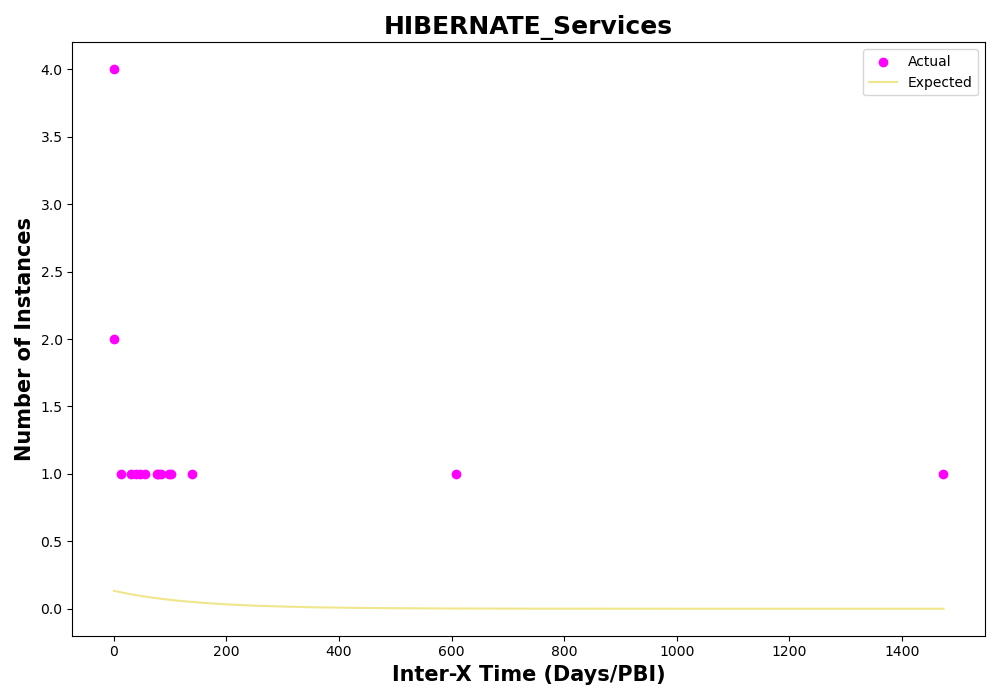 HIBERNATE_Services
Number of Instances
4.0
3.5
3.0
2.5
2.0
1.5
1.0
0.5
0.0
Actual
Expected
0 200 400 600 800 1000 1200 1400
Inter-X Time (Days/PBI)